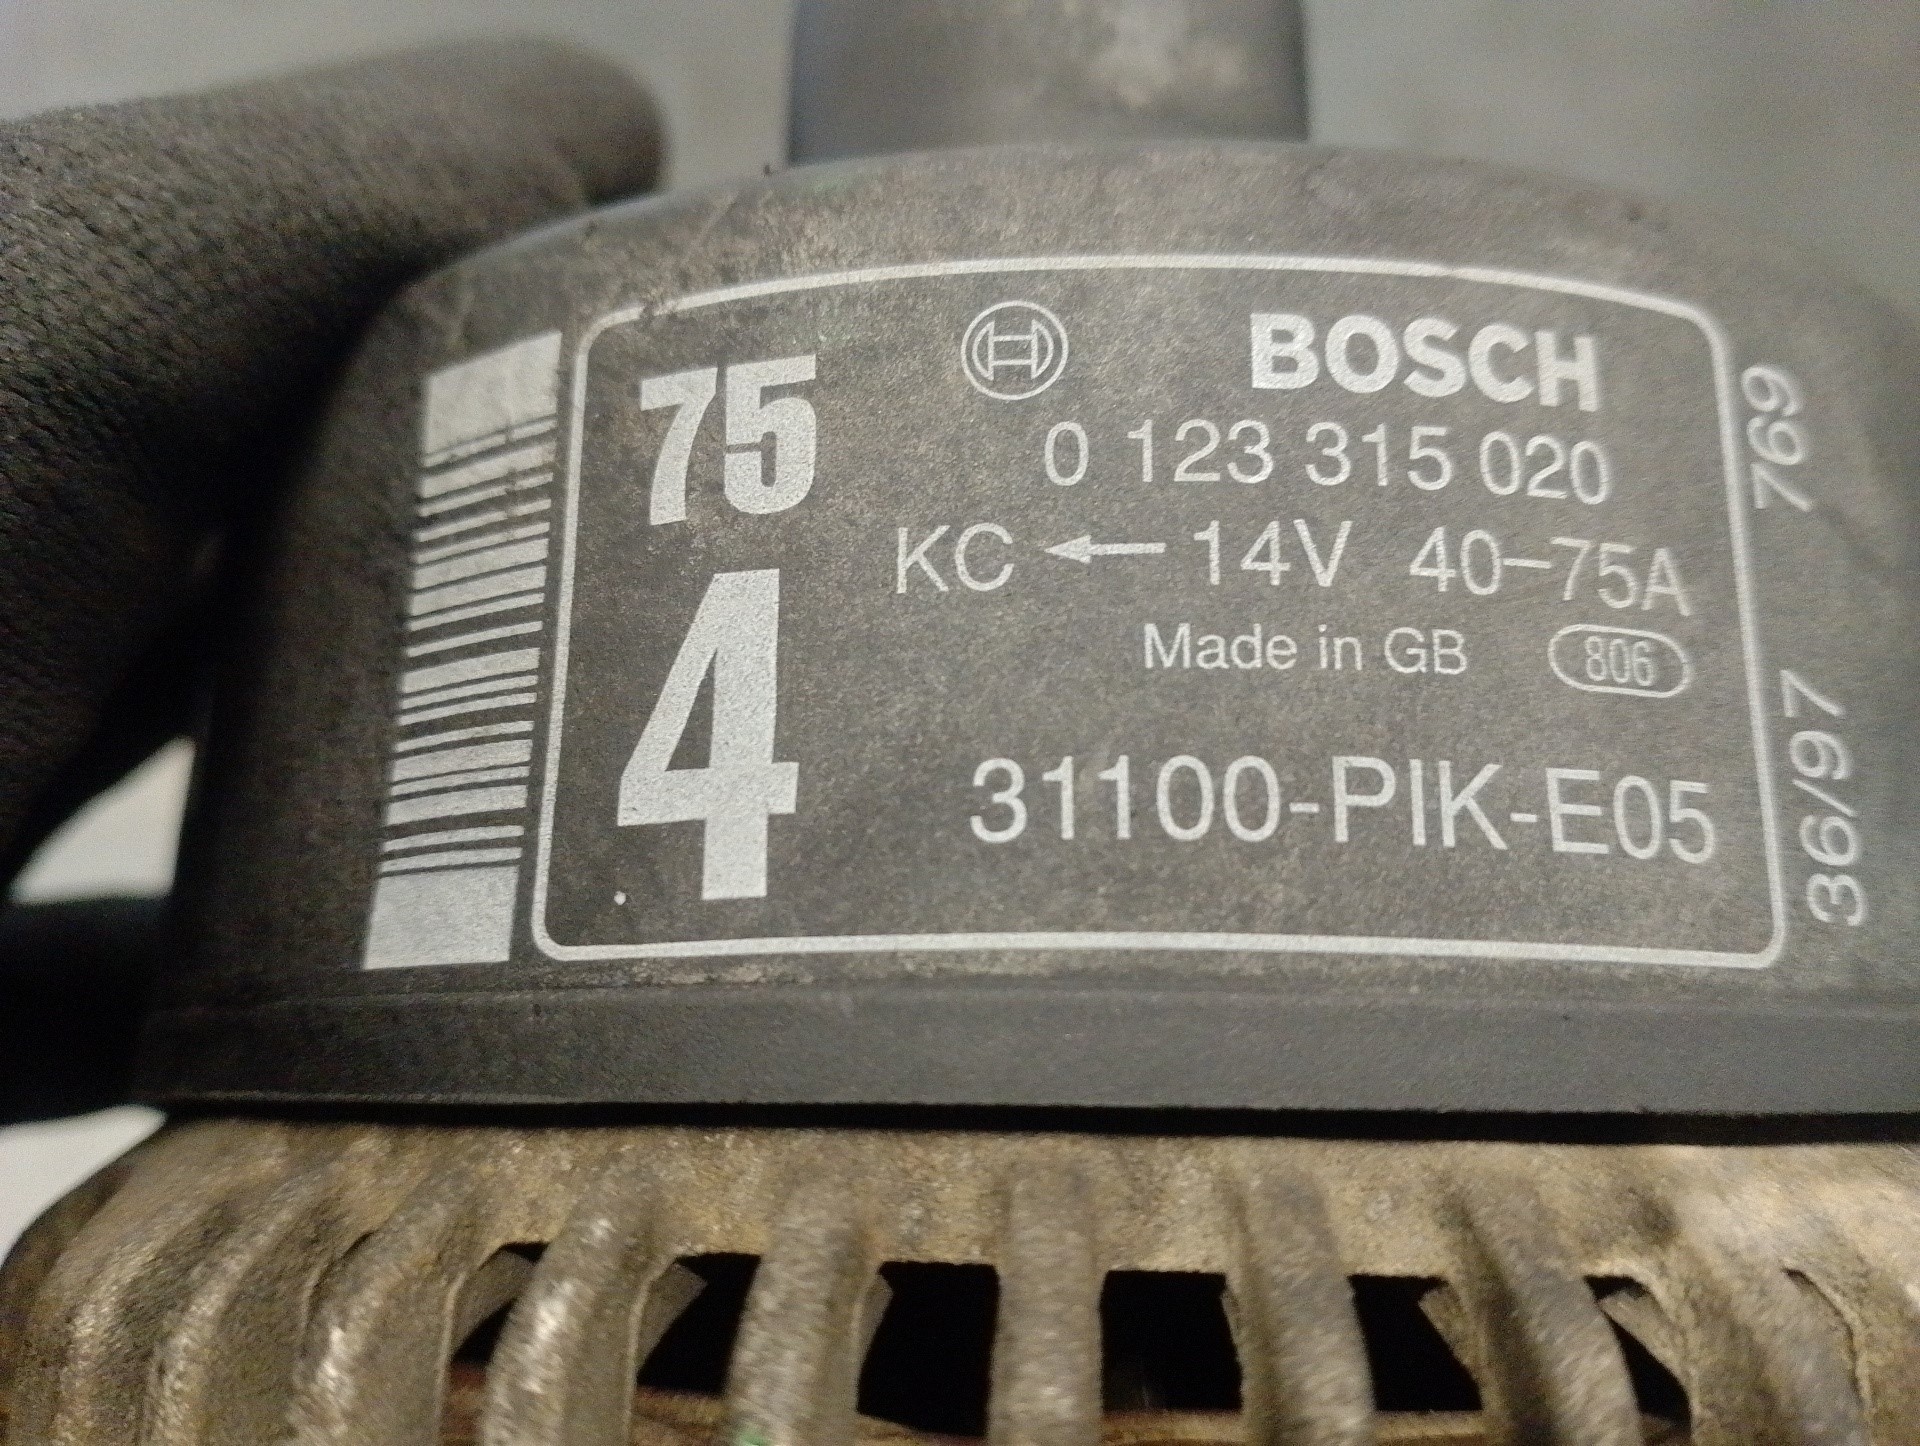 75
4
BOSCH
0 123 315 020
KC ← 14V 40-75A
Made in GB 806
31100-PIK-E05
769
36/97